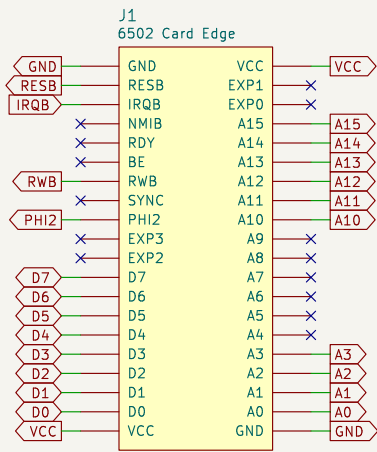 J1
6502 Card Edge
GND GND VCC VCC
RESB RESB EXP1
IRQB IRQB EXP0
NMIB A15 A15
RDY A14 A14
BE A13 A13
RWB RWB A12 A12
SYNC A11 A11
PHI2 PHI2 A10 A10
EXP3 A9
EXP2 A8
D7 D7 A7
D6 D6 A6
D5 D5 A5
D4 D4 A4
D3 D3 A3 A3
D2 D2 A2 A2
D1 D1 A1 A1
D0 D0 A0 A0
VCC VCC GND GND